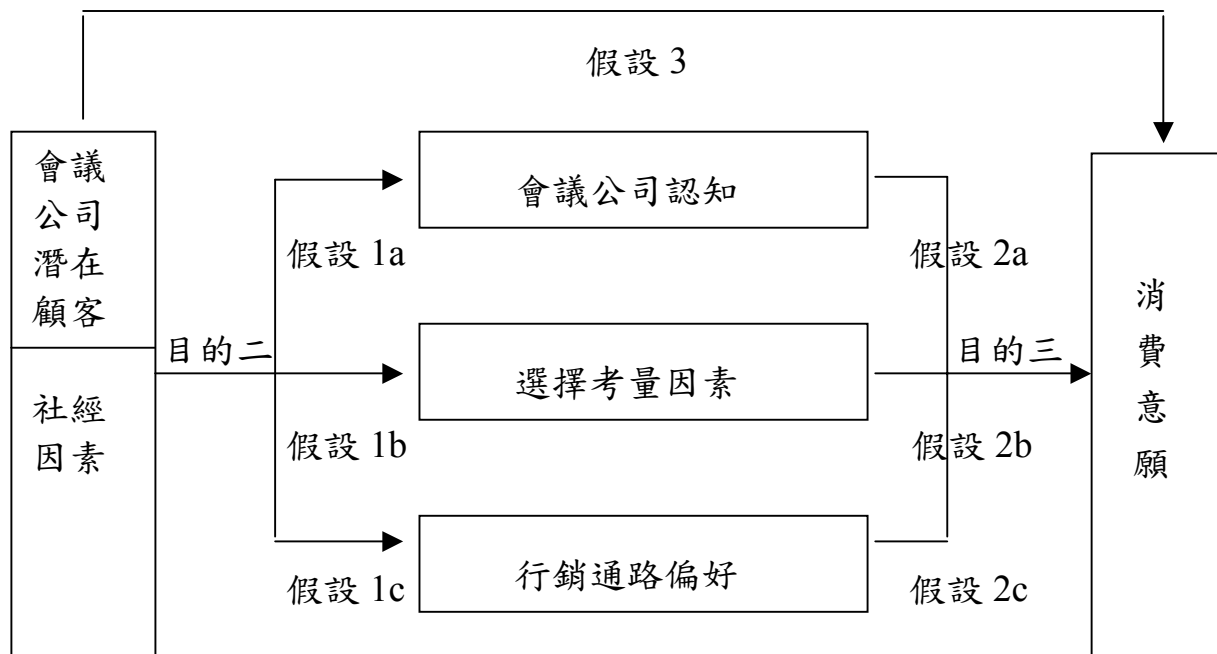 假設 3
會議
公司
潛在
顧客
社經
因素
目的二
假設 1a
假設 1b
假設 1c
會議公司認知
選擇考量因素
行銷通路偏好
假設 2a
目的三
假設 2b
假設 2c
消
費
意
願